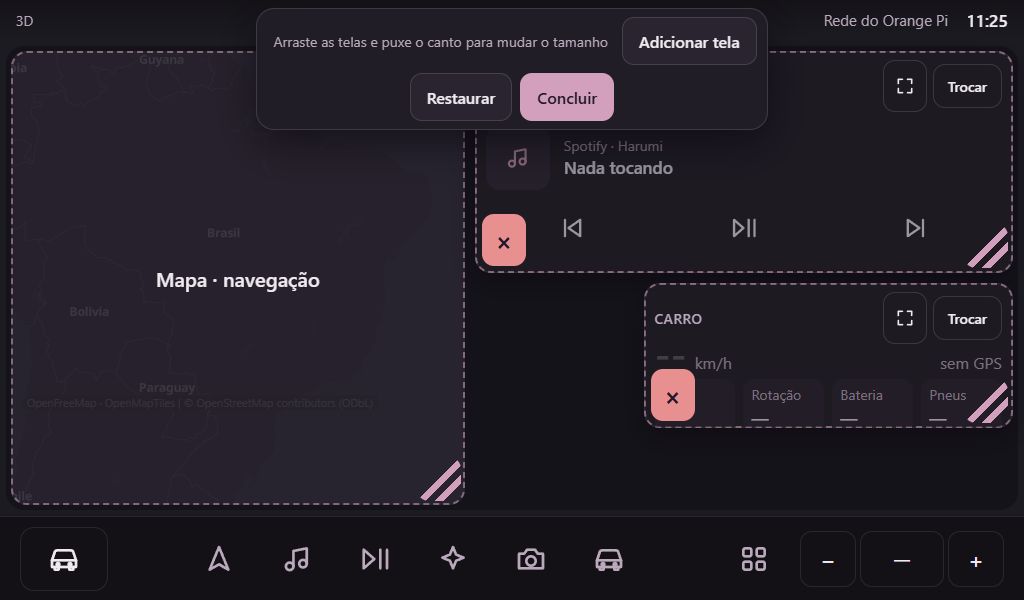 3D
Rede do Orange Pi
11:25
Arraste as telas e puxe o canto para mudar o tamanho
Adicionar tela
Restaurar
Concluir
Guyana
Brasil
Mapa · navegação
Bolivia
Paraguay
OpenFreeMap · OpenMapTiles | © OpenStreetMap contributors (ODbL)
Trocar
Spotify · Harumi
Nada tocando
×
CARRO
Trocar
-- km/h
sem GPS
×
Rotação
—
Bateria
—
Pneus
—
−
—
+